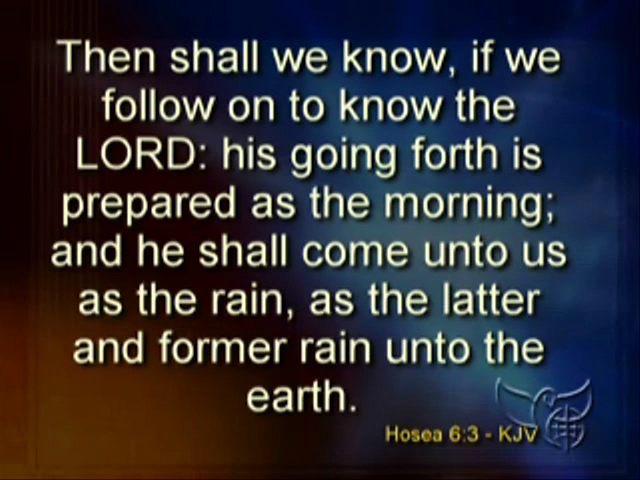 Then shall we know, if we
follow on to know the
LORD: his going forth is
prepared as the morning;
and he shall come unto us
as the rain, as the latter
and former rain unto the
earth.
Hosea 6:3 - KJV